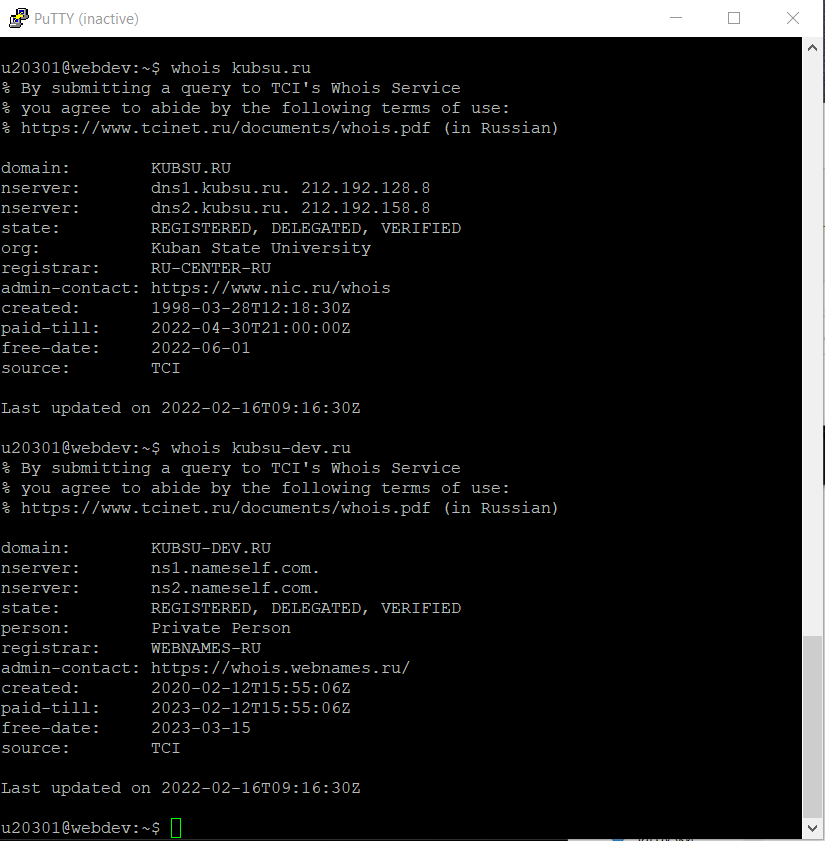 PuTTY (inactive)
u20301@webdev:~$ whois kubsu.ru
% By submitting a query to TCI's Whois Service
% you agree to abide by the following terms of use:
% https://www.tcinet.ru/documents/whois.pdf (in Russian)
domain: KUBSU.RU
nserver: dns1.kubsu.ru. 212.192.128.8
nserver: dns2.kubsu.ru. 212.192.158.8
state: REGISTERED, DELEGATED, VERIFIED
org: Kuban State University
registrar: RU-CENTER-RU
admin-contact: https://www.nic.ru/whois
created: 1998-03-28T12:18:30Z
paid-till: 2022-04-30T21:00:00Z
free-date: 2022-06-01
source: TCI
Last updated on 2022-02-16T09:16:30Z
u20301@webdev:~$ whois kubsu-dev.ru
% By submitting a query to TCI's Whois Service
% you agree to abide by the following terms of use:
% https://www.tcinet.ru/documents/whois.pdf (in Russian)
domain: KUBSU-DEV.RU
nserver: ns1.nameself.com.
nserver: ns2.nameself.com.
state: REGISTERED, DELEGATED, VERIFIED
person: Private Person
registrar: WEBNAMES-RU
admin-contact: https://whois.webnames.ru/
created: 2020-02-12T15:55:06Z
paid-till: 2023-02-12T15:55:06Z
free-date: 2023-03-15
source: TCI
Last updated on 2022-02-16T09:16:30Z
u20301@webdev:~$